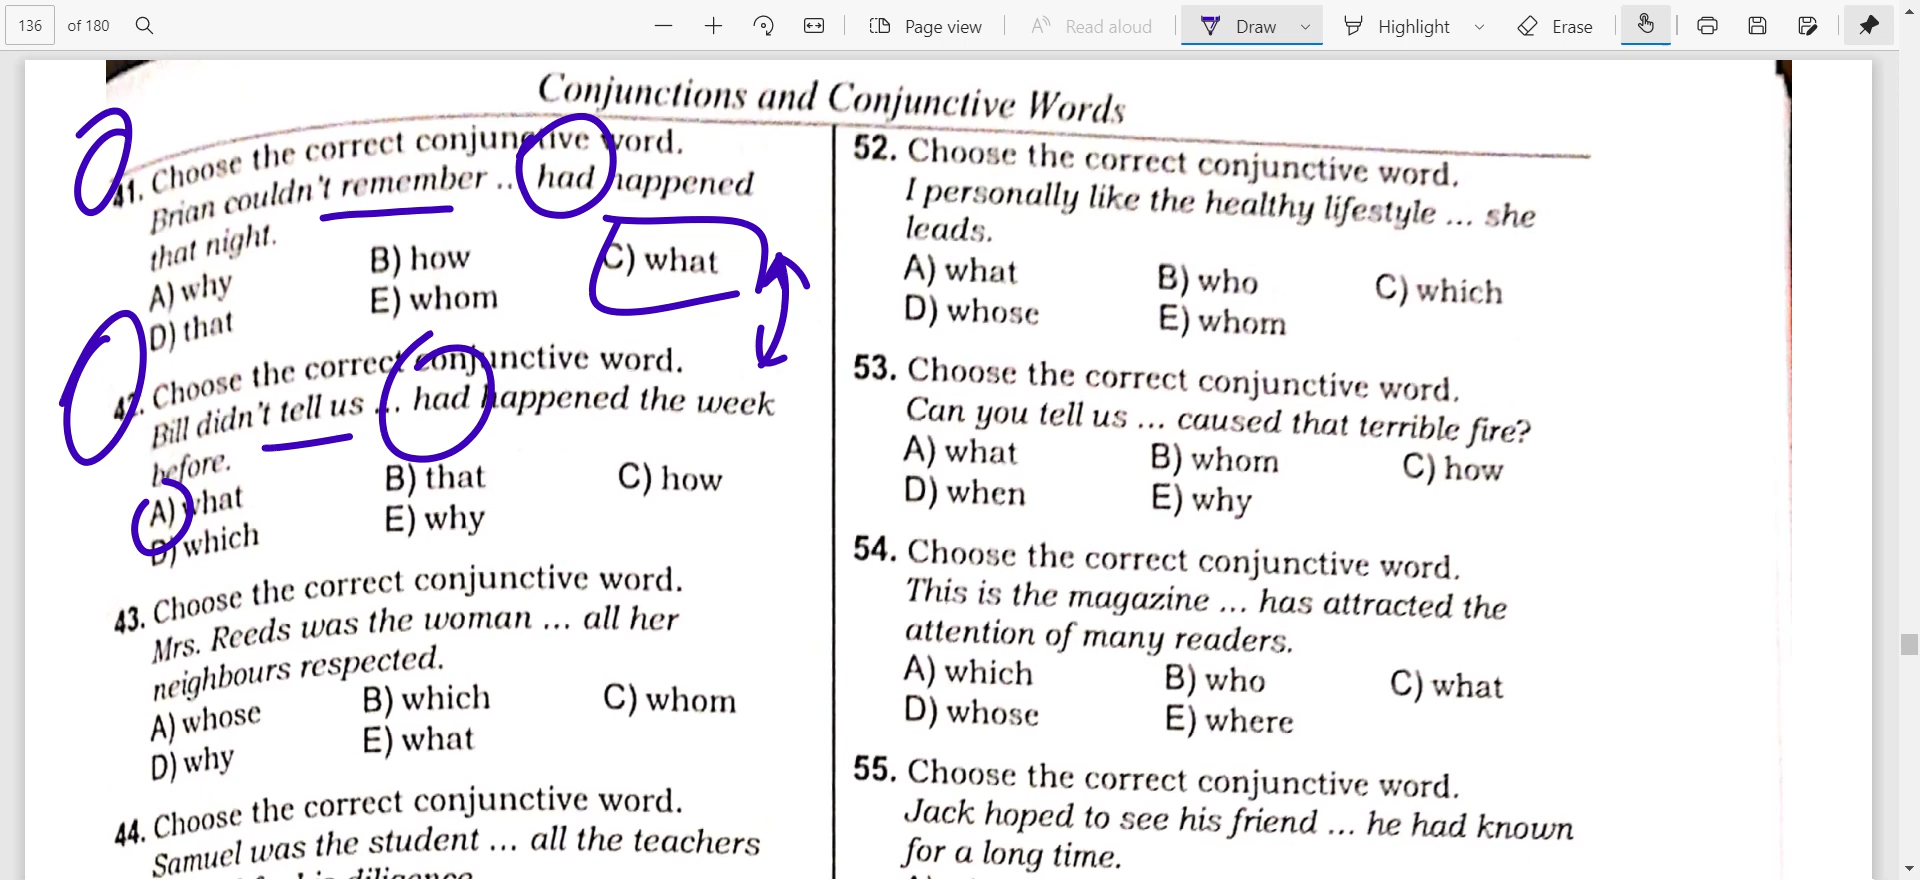 136 of 180
Page view
Read aloud
Draw
Highlight
Erase
Conjunctions and Conjunctive Words
41. Choose the correct conjunctive word.
Brian couldn't remember ... had happened
that night.
A) why B) how C) what
D) that E) whom
42. Choose the correct conjunctive word.
Bill didn't tell us ... had happened the week
before.
A) what B) that C) how
D) which E) why
43. Choose the correct conjunctive word.
Mrs. Reeds was the woman ... all her
neighbours respected.
A) whose B) which C) whom
D) why E) what
44. Choose the correct conjunctive word.
Samuel was the student ... all the teachers
52. Choose the correct conjunctive word.
I personally like the healthy lifestyle ... she
leads.
A) what B) who C) which
D) whose E) whom
53. Choose the correct conjunctive word.
Can you tell us ... caused that terrible fire?
A) what B) whom C) how
D) when E) why
54. Choose the correct conjunctive word.
This is the magazine ... has attracted the
attention of many readers.
A) which B) who C) what
D) whose E) where
55. Choose the correct conjunctive word.
Jack hoped to see his friend ... he had known
for a long time.